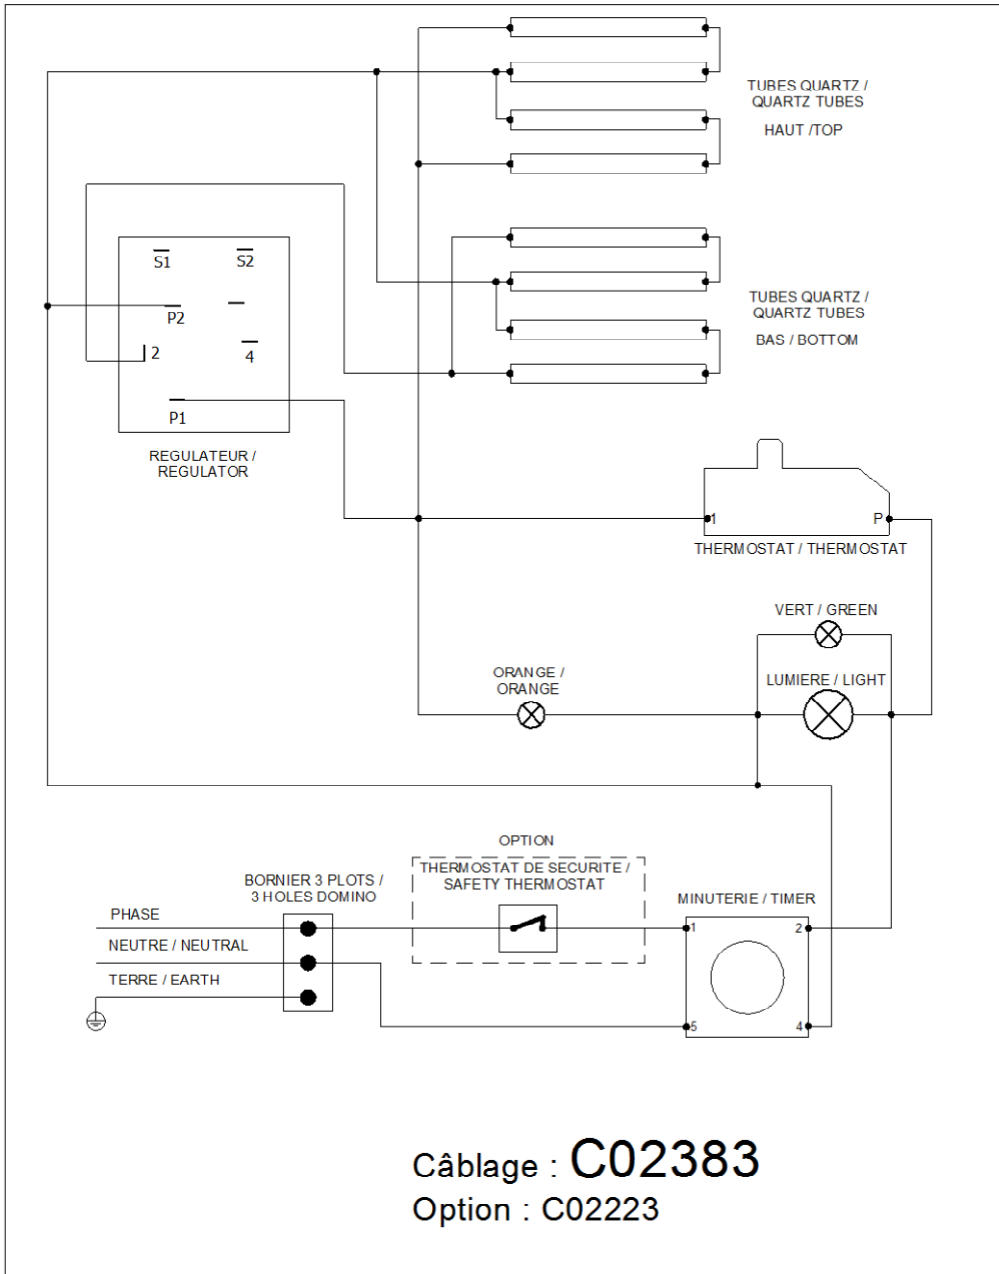 TUBES QUARTZ /
QUARTZ TUBES
HAUT /TOP
S1
S2
P2
2
4
P1
REGULATEUR /
REGULATOR
TUBES QUARTZ /
QUARTZ TUBES
BAS / BOTTOM
1
P
THERMOSTAT / THERMOSTAT
VERT / GREEN
ORANGE /
ORANGE
LUMIERE / LIGHT
OPTION
THERMOSTAT DE SECURITE /
SAFETY THERMOSTAT
BORNIER 3 PLOTS /
3 HOLES DOMINO
MINUTERIE / TIMER
PHASE
NEUTRE / NEUTRAL
TERRE / EARTH
1
2
5
4
Câblage : C02383
Option : C02223